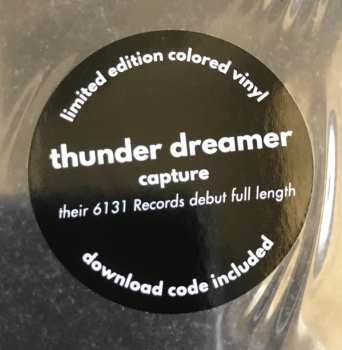 limited edition colored vinyl
thunder dreamer
capture
their 6131 Records debut full length
download code included